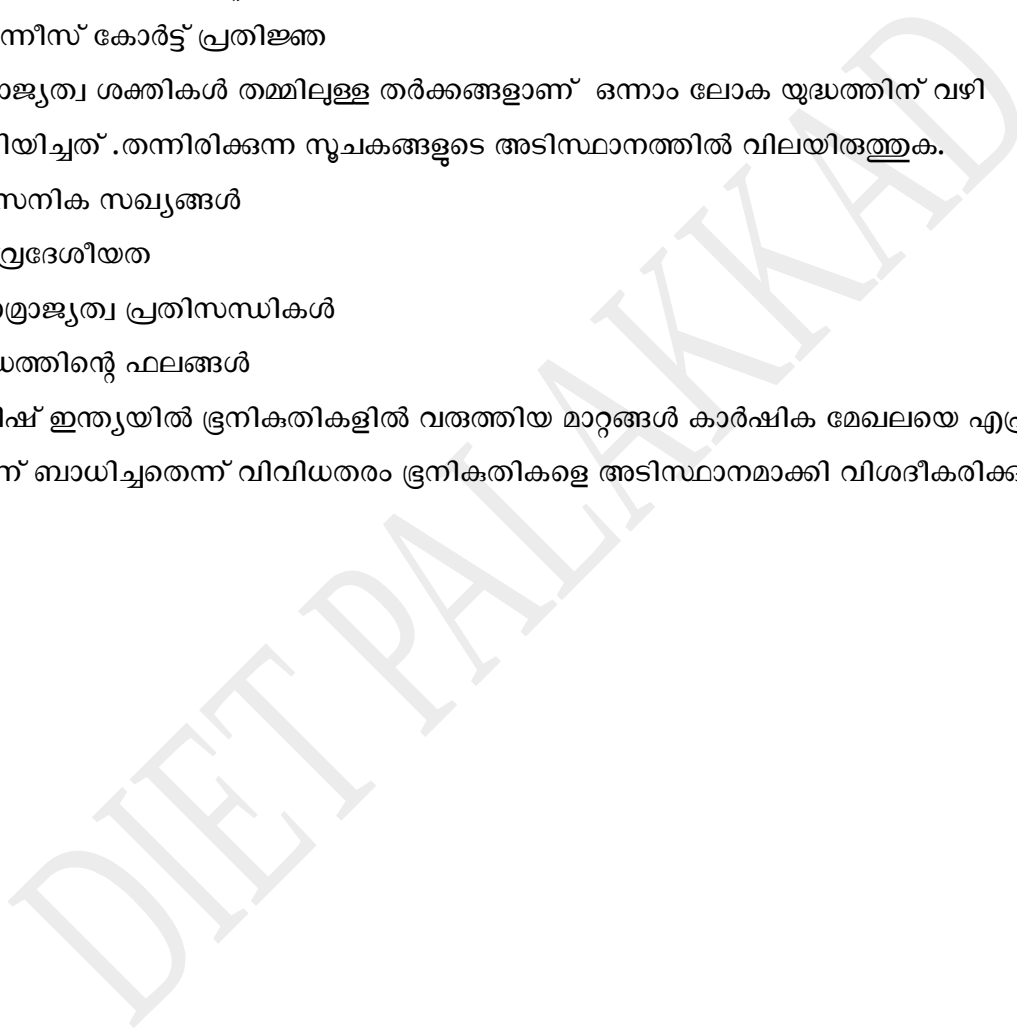 ന്നീസ് കോർട്ട് പ്രതിജ്ഞ
രാജ്യത്വ ശക്തികൾ തമ്മിലുള്ള തർക്കങ്ങളാണ് ഒന്നാം ലോക യുദ്ധത്തിന് വഴി
ിയിച്ചത് .തന്നിരിക്കുന്ന സൂചകങ്ങളുടെ അടിസ്ഥാനത്തിൽ വിലയിരുത്തുക.
സനിക സഖ്യങ്ങൾ
വ്രദേശീയത
മ്രാജ്യത്വ പ്രതിസന്ധികൾ
ധത്തിന്റെ ഫലങ്ങൾ
ിഷ് ഇന്ത്യയിൽ ഭൂനികുതികളിൽ വരുത്തിയ മാറ്റങ്ങൾ കാർഷിക മേഖലയെ എപ്ര
ന് ബാധിച്ചതെന്ന് വിവിധതരം ഭൂനികുതികളെ അടിസ്ഥാനമാക്കി വിശദീകരിക്കു
DIET PALAKKAD